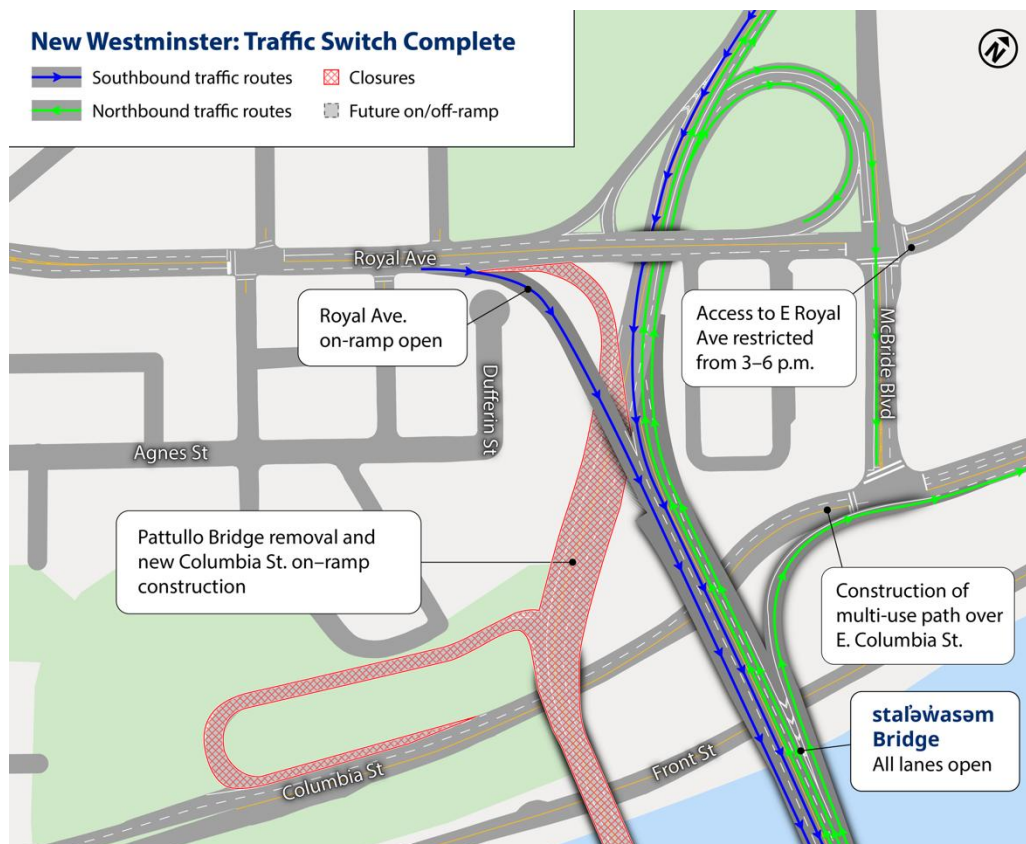 New Westminster: Traffic Switch Complete
Southbound traffic routes
Closures
Northbound traffic routes
Future on/off-ramp
N
Royal Ave
Royal Ave.
on-ramp open
Access to E Royal
Ave restricted
from 3–6 p.m.
McBride Blvd
Dufferin St
Agnes St
Pattullo Bridge removal and
new Columbia St. on–ramp
construction
Construction of
multi-use path over
E. Columbia St.
stal̓əw̓asəm
Bridge
All lanes open
Front St
Columbia St